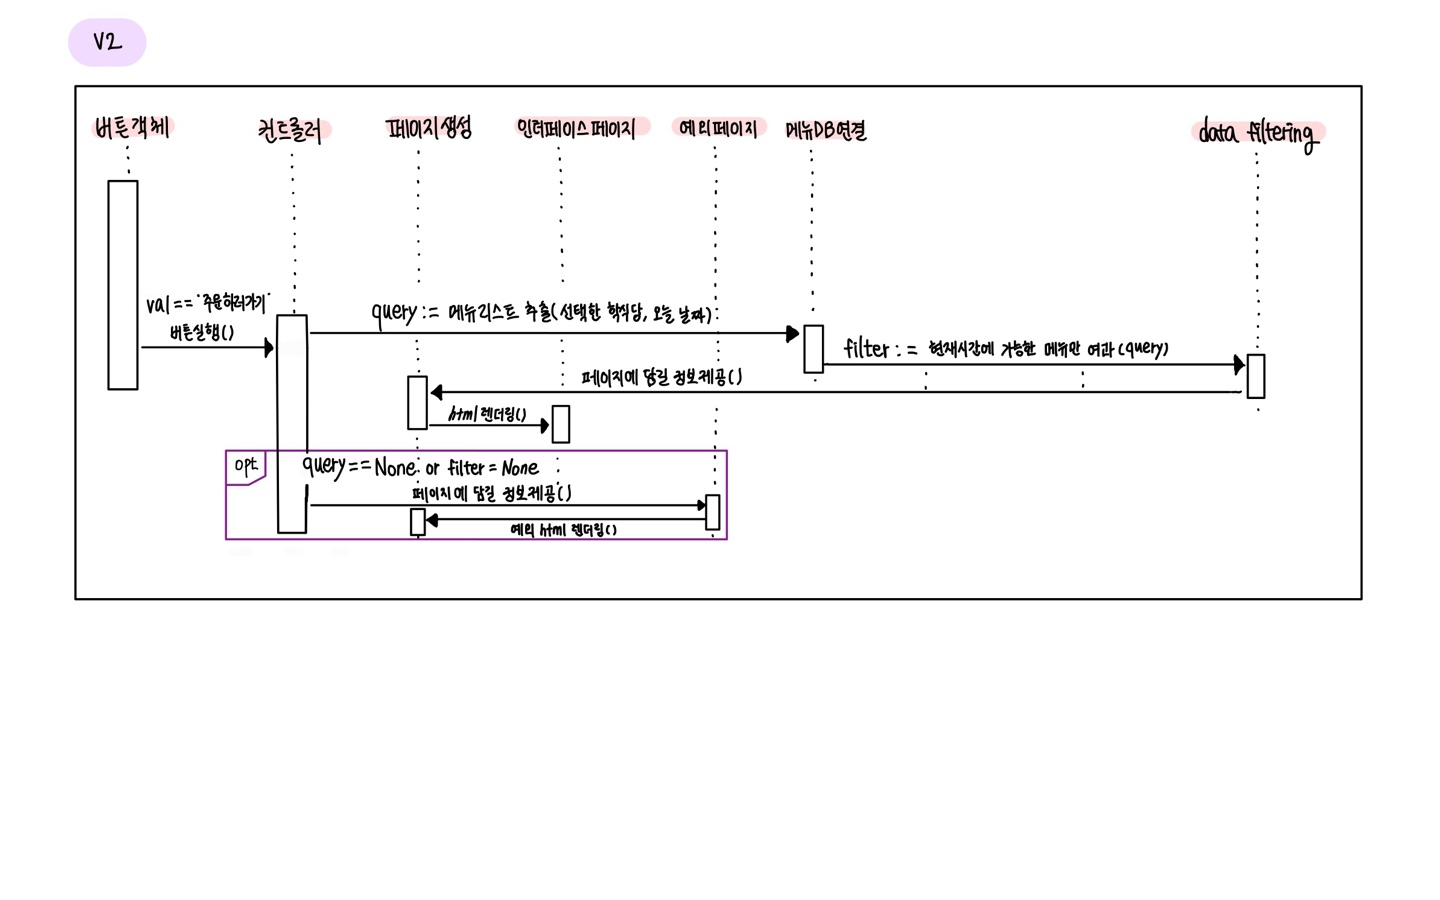 V2
버튼객체
컨트롤러
페이지생성
인터페이스페이지
예외페이지
메뉴DB연결
data filtering
val == '주문하러가기'
버튼실행()
query := 메뉴리스트 추출(선택한 학식당, 오늘 날짜)
filter := 현재시간에 가능한 메뉴만 여과(query)
페이지에 담길 정보제공()
html 렌더링()
opt
query==None or filter=None
페이지에 담길 정보제공()
예외 html 렌더링()